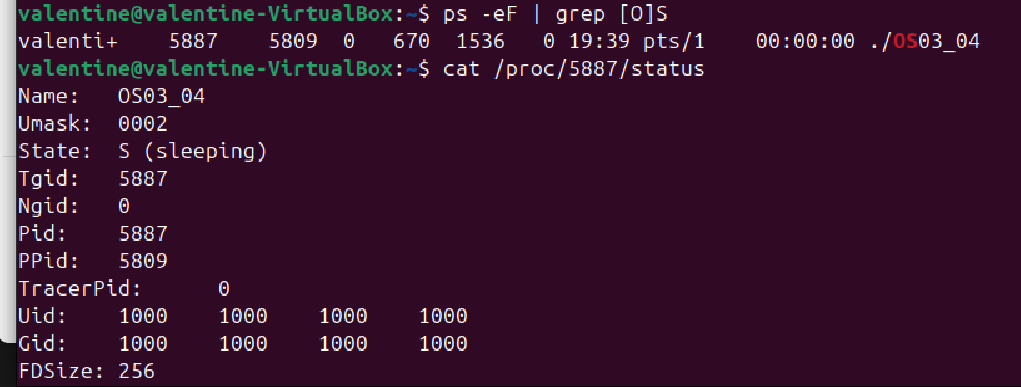 valentine@valentine-VirtualBox:~$ ps -eF | grep [O]S
valenti+    5887    5809  0   670  1536   0 19:39 pts/1    00:00:00 ./OS03_04
valentine@valentine-VirtualBox:~$ cat /proc/5887/status
Name:   OS03_04
Umask:  0002
State:  S (sleeping)
Tgid:   5887
Ngid:   0
Pid:    5887
PPid:   5809
TracerPid:      0
Uid:    1000    1000    1000    1000
Gid:    1000    1000    1000    1000
FDSize: 256